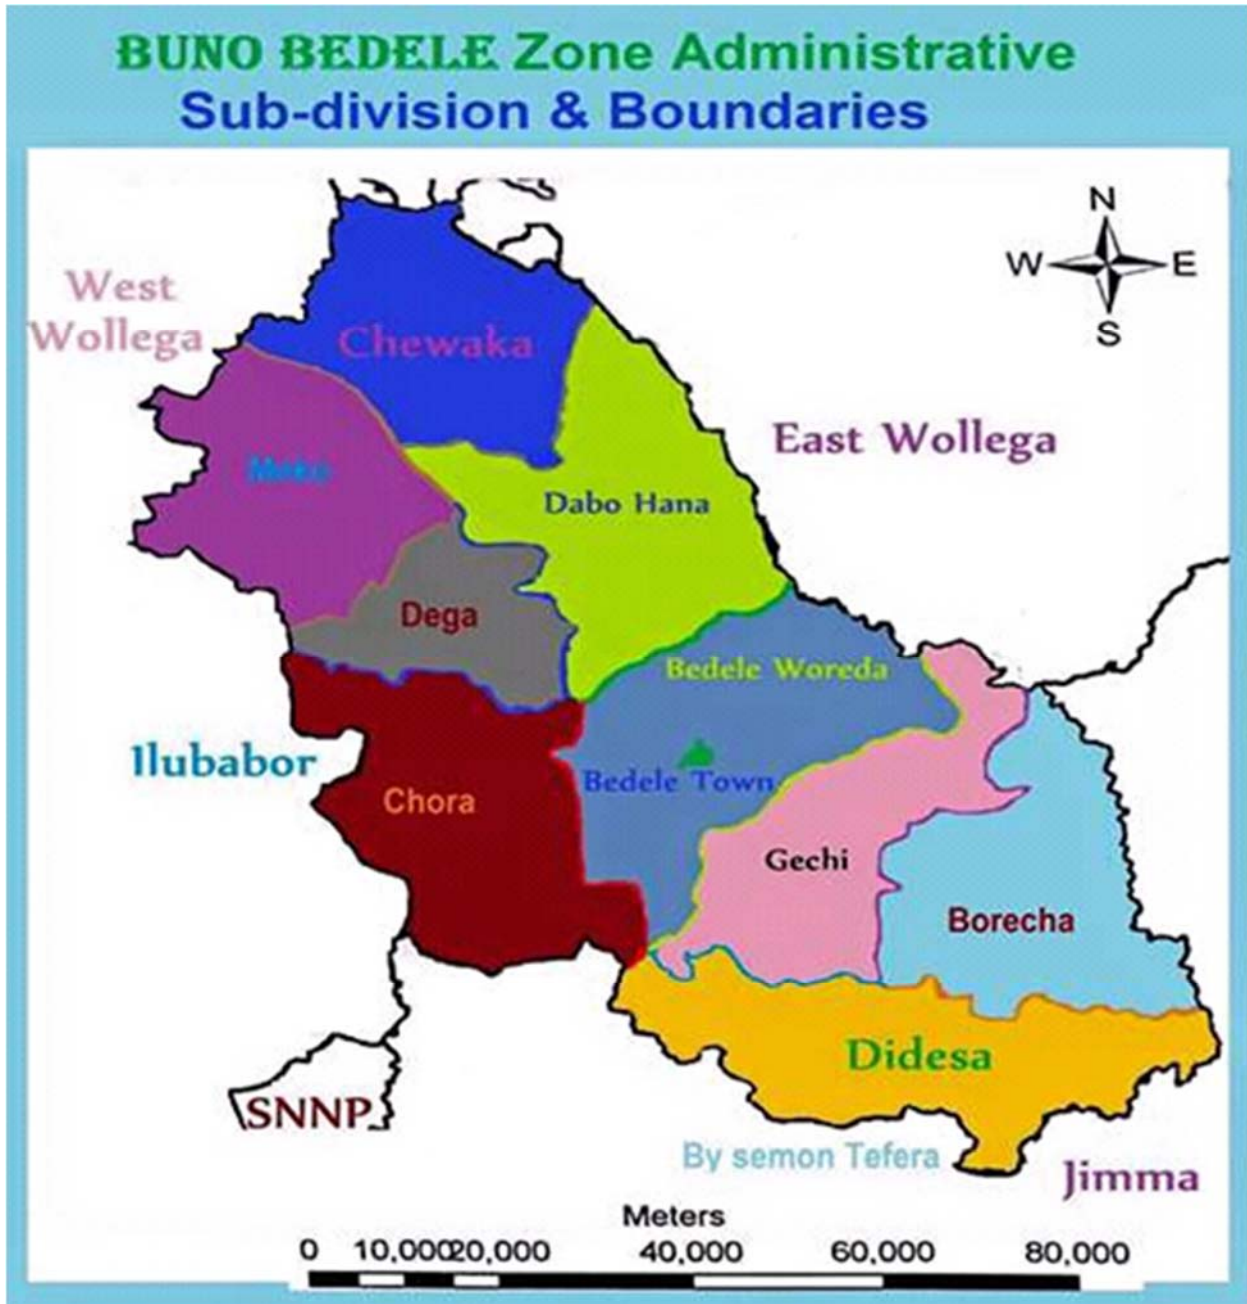 BUNO BEDELE Zone Administrative
Sub-division & Boundaries
N
W E
S
West
Wollega
Chewaka
East Wollega
Meko
Dabo Hana
Dega
Bedele Woreda
Ilubabor
Bedele Town
Chora
Gechi
Borecha
Didesa
SNNP
By semon Tefera
Jimma
Meters
0 10,000 20,000 40,000 60,000 80,000